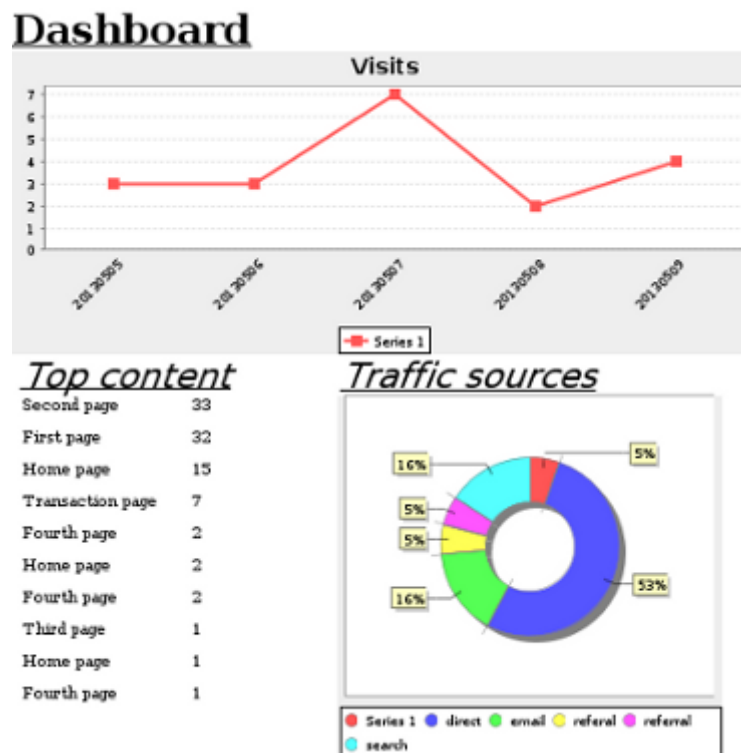 Dashboard
Visits
7
6
5
4
3
2
1
0
20130505 20130506 20130507 20130508 20130509
Series 1
Top content
Second page 33
First page 32
Home page 15
Transaction page 7
Fourth page 2
Home page 2
Fourth page 2
Third page 1
Home page 1
Fourth page 1
Traffic sources
5%
16%
5%
5%
53%
16%
Series 1 direct email referal referral
search